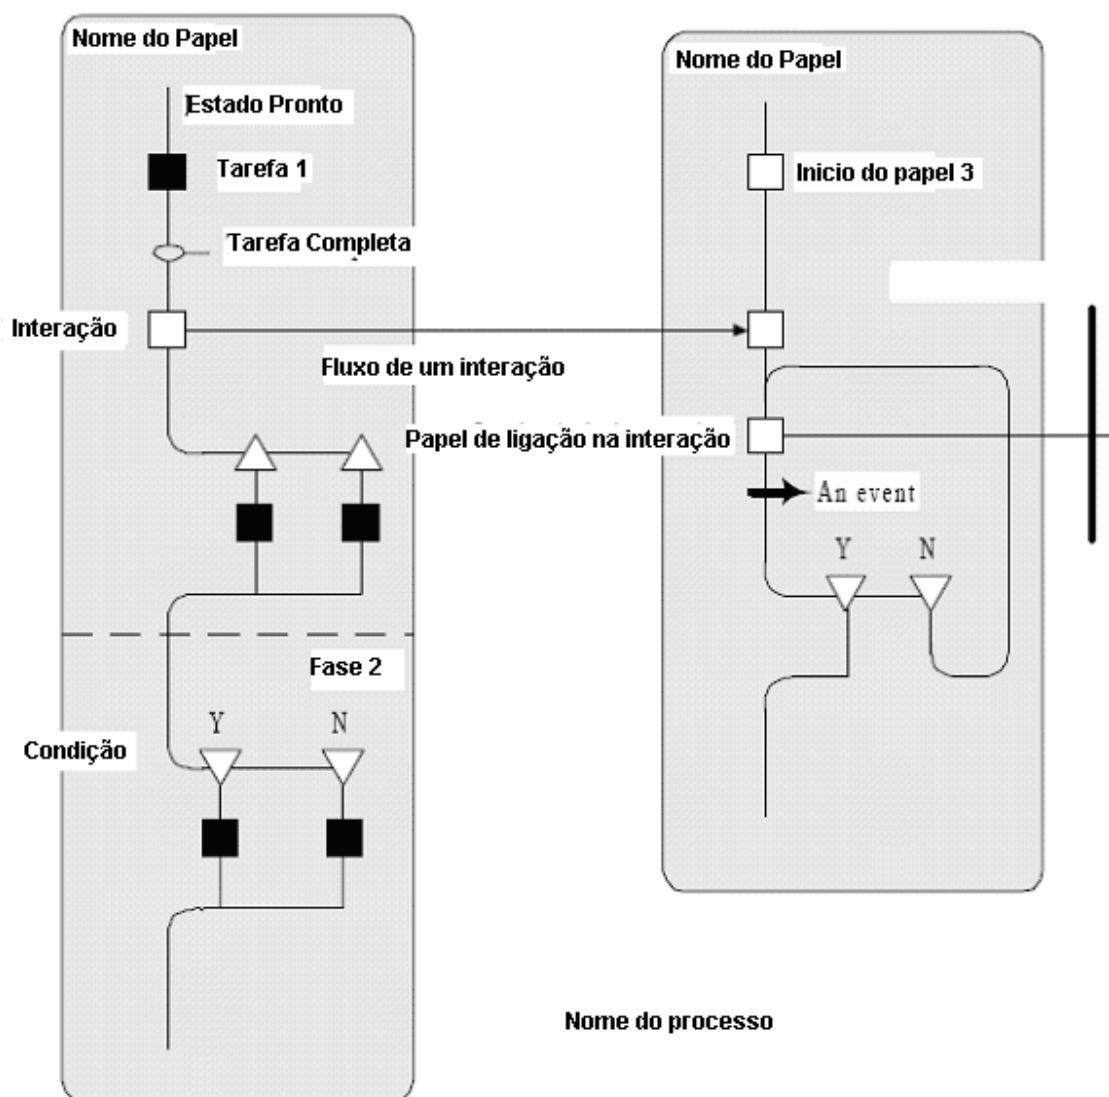 Nome do Papel
Estado Pronto
Tarefa 1
Tarefa Completa
Interação
Fluxo de um interação
Fase 2
Y N
Condição
Nome do Papel
Inicio do papel 3
Papel de ligação na interação
An event
Y N
Nome do processo